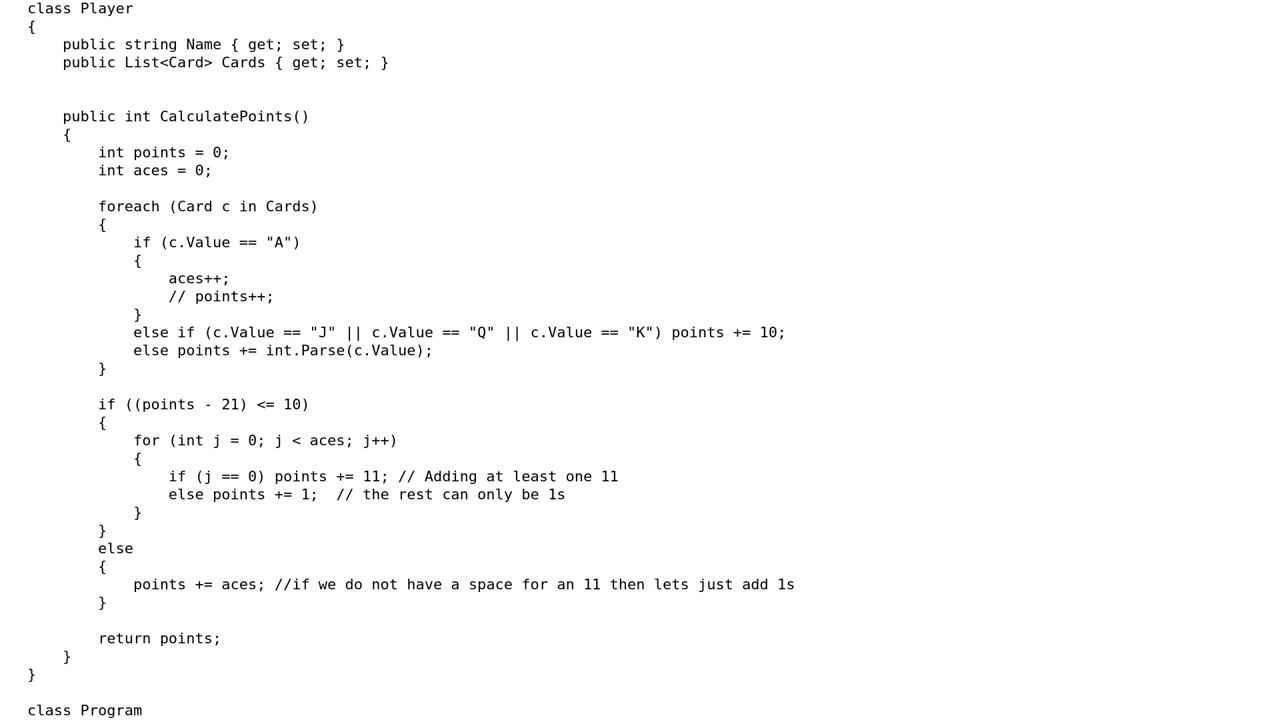 class Player
{
    public string Name { get; set; }
    public List<Card> Cards { get; set; }


    public int CalculatePoints()
    {
        int points = 0;
        int aces = 0;

        foreach (Card c in Cards)
        {
            if (c.Value == "A")
            {
                aces++;
                // points++;
            }
            else if (c.Value == "J" || c.Value == "Q" || c.Value == "K") points += 10;
            else points += int.Parse(c.Value);
        }

        if ((points - 21) <= 10)
        {
            for (int j = 0; j < aces; j++)
            {
                if (j == 0) points += 11; // Adding at least one 11
                else points += 1;  // the rest can only be 1s
            }
        }
        else
        {
            points += aces; //if we do not have a space for an 11 then lets just add 1s
        }

        return points;
    }
}

class Program